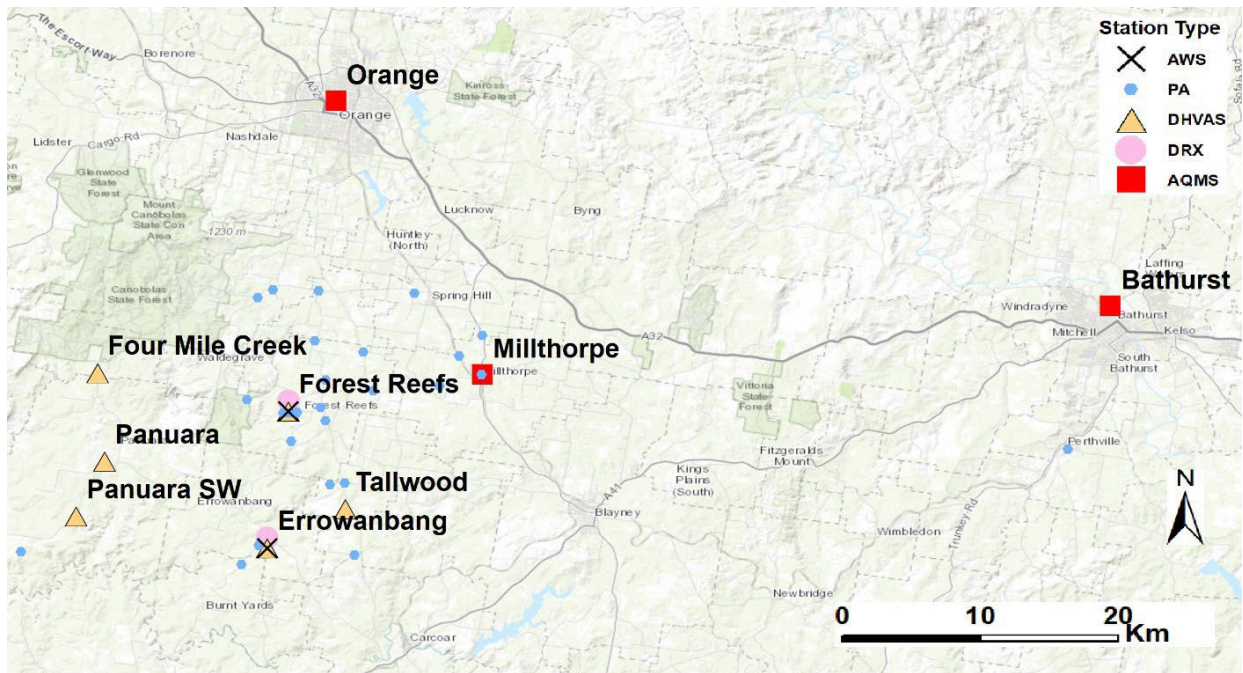 The Escort Way
Borenore
A32
Orange
Orange
Kinross
State Forest
Station Type
AWS
PA
DHVAS
DRX
AQMS
Sofala Rd
Lidster
Cargo-Rd
Nashdale
Glenwood
State
Forest
Mount
Canobolas
State Con
Area
1230 m
Lucknow
Byng
Huntley
(North)
Canobolas
State Forest
Spring Hill
Laffing
Bathurst
Windradyne
Bathurst
Mitchell
Kelso
South
Bathurst
A32
Four Mile Creek
Waldegrave
Millthorpe
Forest Reefs
Forest Reefs
Vittoria
State
Forest
Panuara
Perthville
Fitzgeralds
Mount
Kings
Plains
(South)
Panuara SW
Errowanbang
Tallwood
A41
Errowanbang
Blayney
Wimbledon
Trunkey Rd
N
Newbridge
Burnt Yards
Carcoar
0 10 20
Km